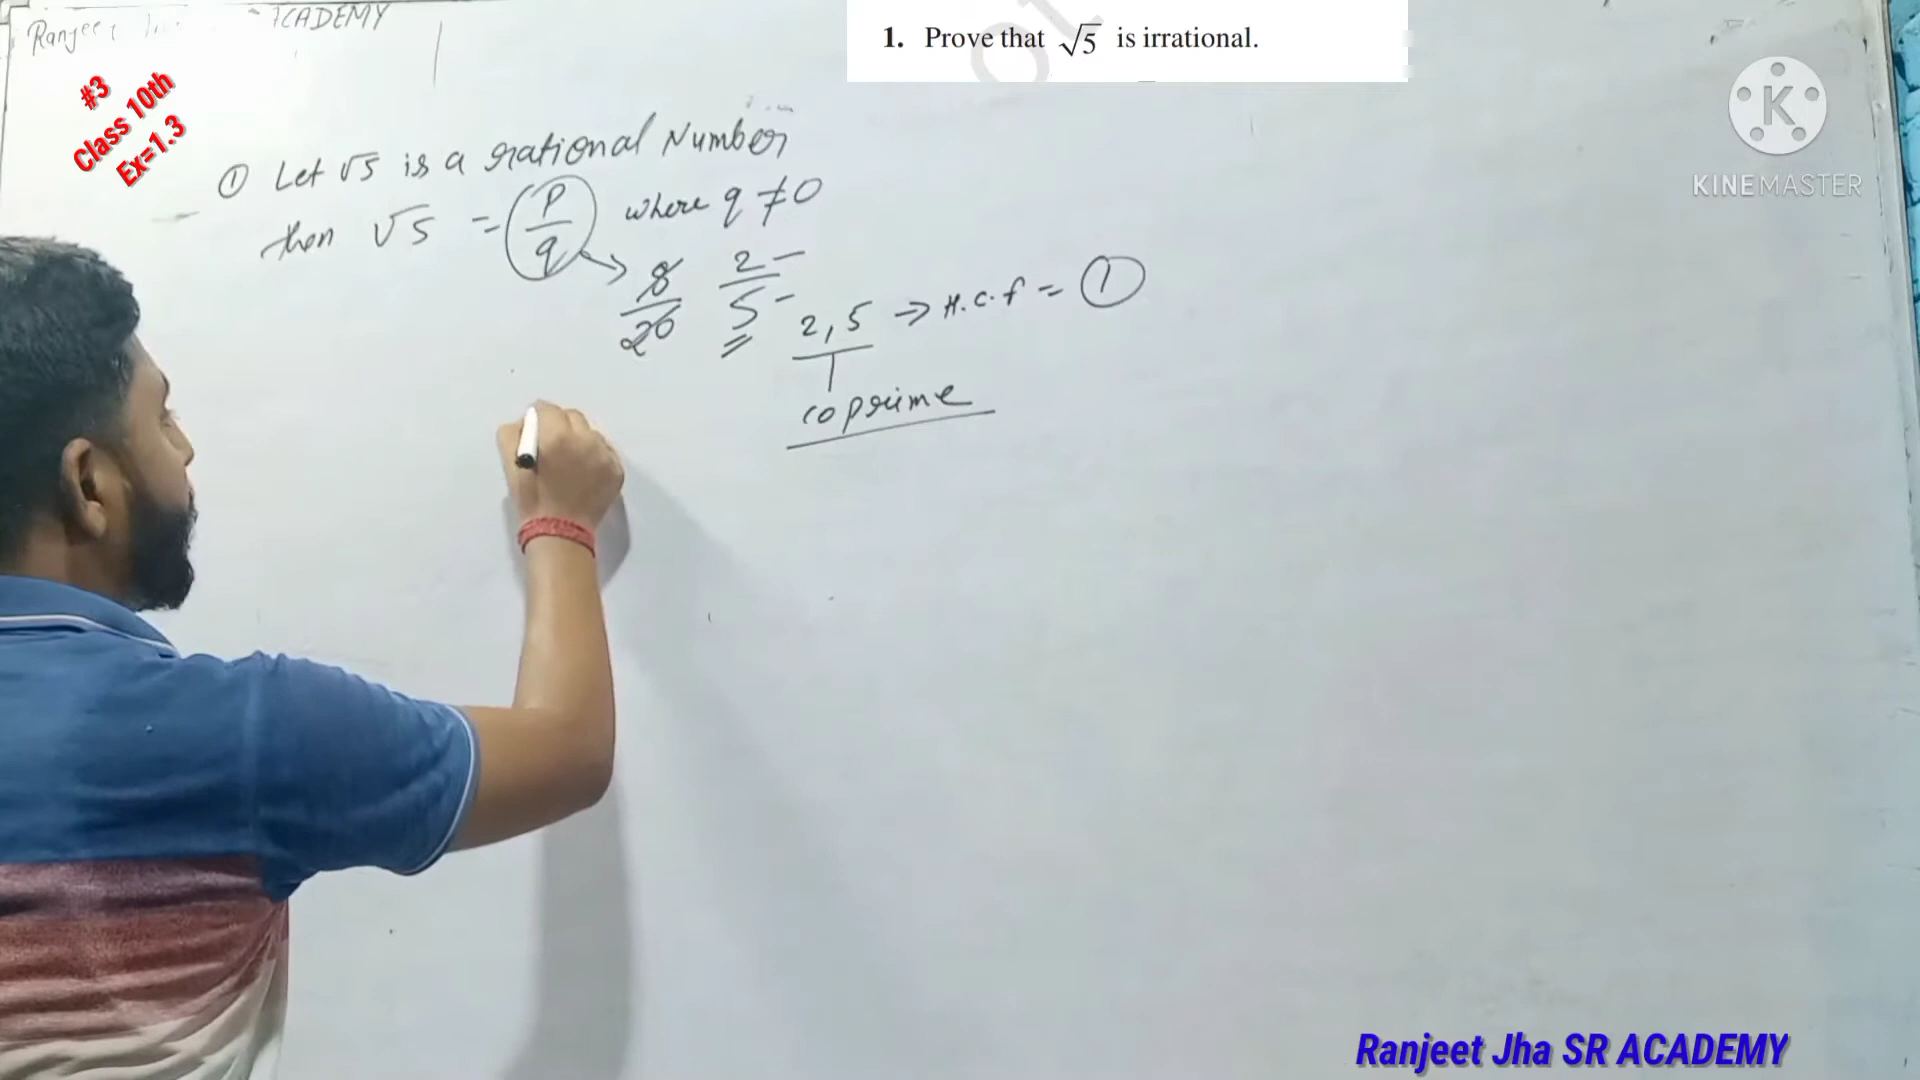 ACADEMY
1. Prove that √5 is irrational.
#3
Class 10th
Ex=1.3
KINEMASTER
① Let √5 is a rational Number
then √5 = p/q where q ≠ 0
8/20 2/5
2, 5 → H.C.F = ①
coprime
Ranjeet Jha SR ACADEMY